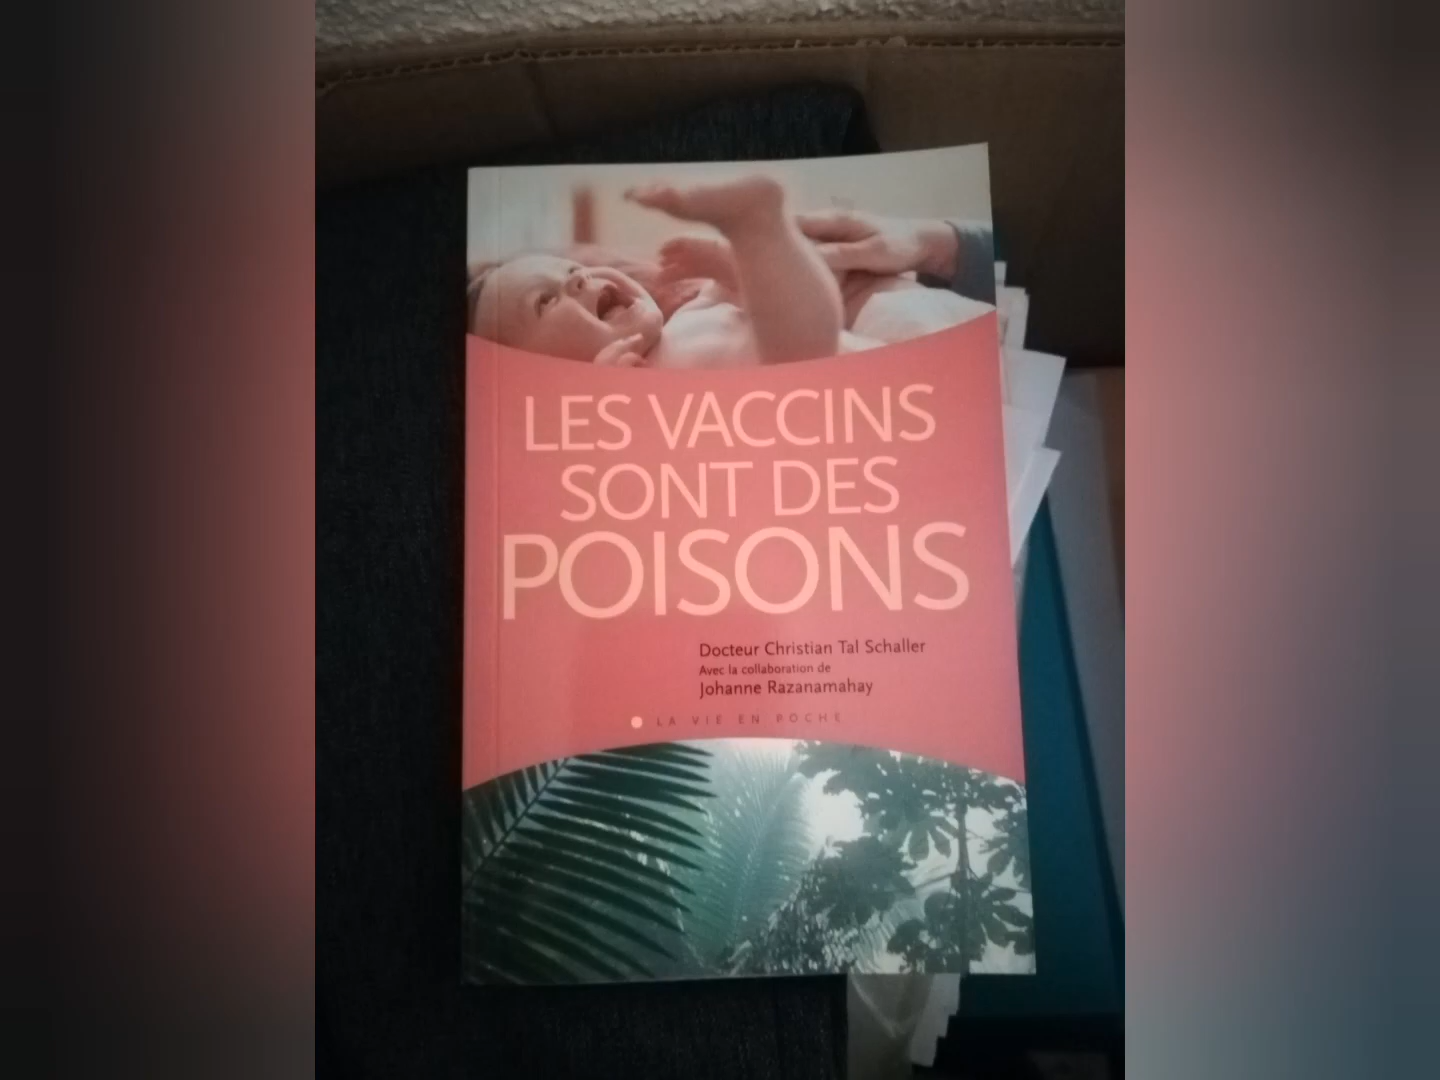 LES VACCINS
SONT DES
POISONS
Docteur Christian Tal Schaller
Avec la collaboration de
Johanne Razanamahay
LA VIE EN POCHE